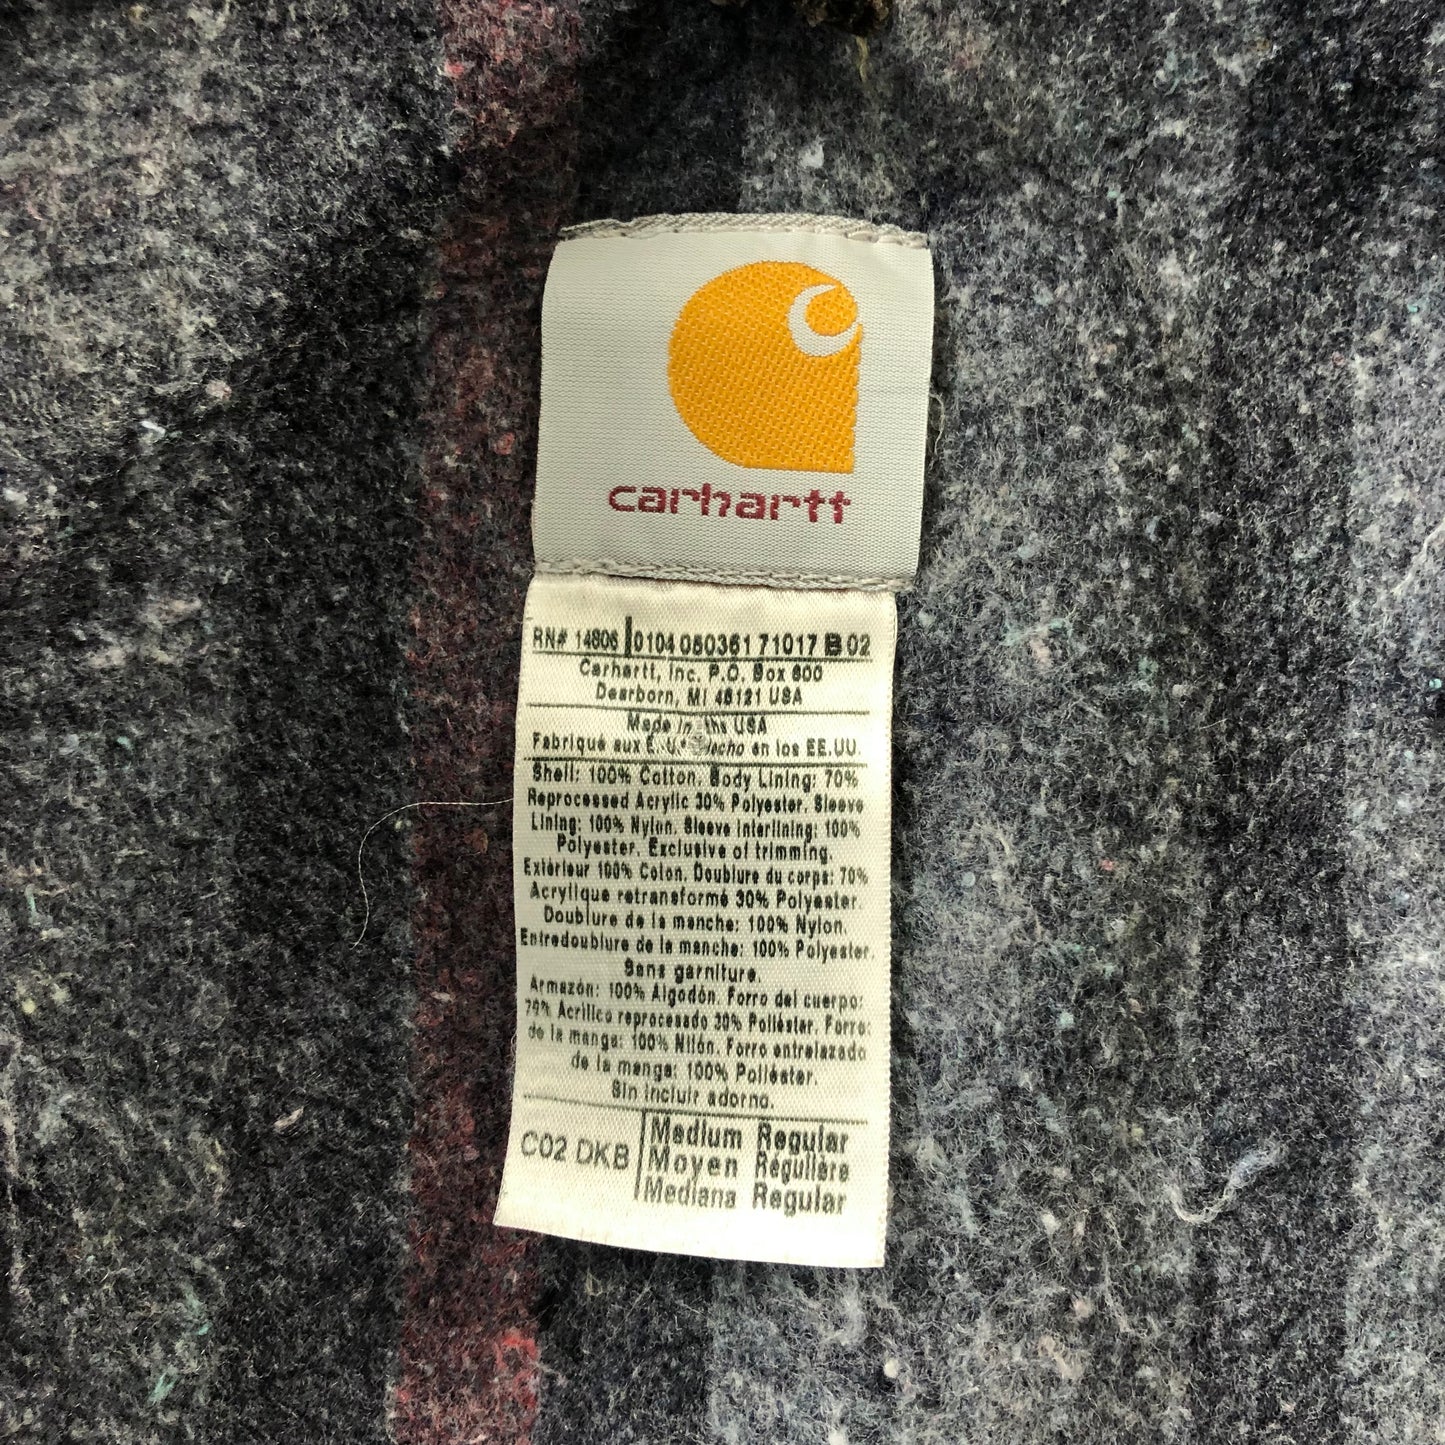 carhartt
RN# 14806 0104 050361 71017 B 02
Carhartt, Inc. P.O. Box 600
Dearborn, MI 48121 USA
Made in the USA
Fabriqué aux E.-U. Hecho en los EE.UU.
Shell: 100% Cotton. Body Lining: 70%
Reprocessed Acrylic 30% Polyester. Sleeve
Lining: 100% Nylon. Sleeve Interlining: 100%
Polyester. Exclusive of trimming.
Extérieur 100% Coton. Doublure du corps: 70%
Acrylique retransformé 30% Polyester.
Doublure de la manche: 100% Nylon.
Entredoublure de la manche: 100% Polyester.
Sans garniture.
Armazón: 100% Algodón. Forro del cuerpo:
70% Acrílico reprocesado 30% Poliéster. Forro
de la manga: 100% Nilón. Forro entrelazado
de la manga: 100% Poliéster.
Sin incluir adorno.
C02 DKB
Medium Regular
Moyen Régulière
Mediana Regular